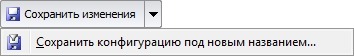 Сохранить изменения
Сохранить конфигурацию под новым названием...